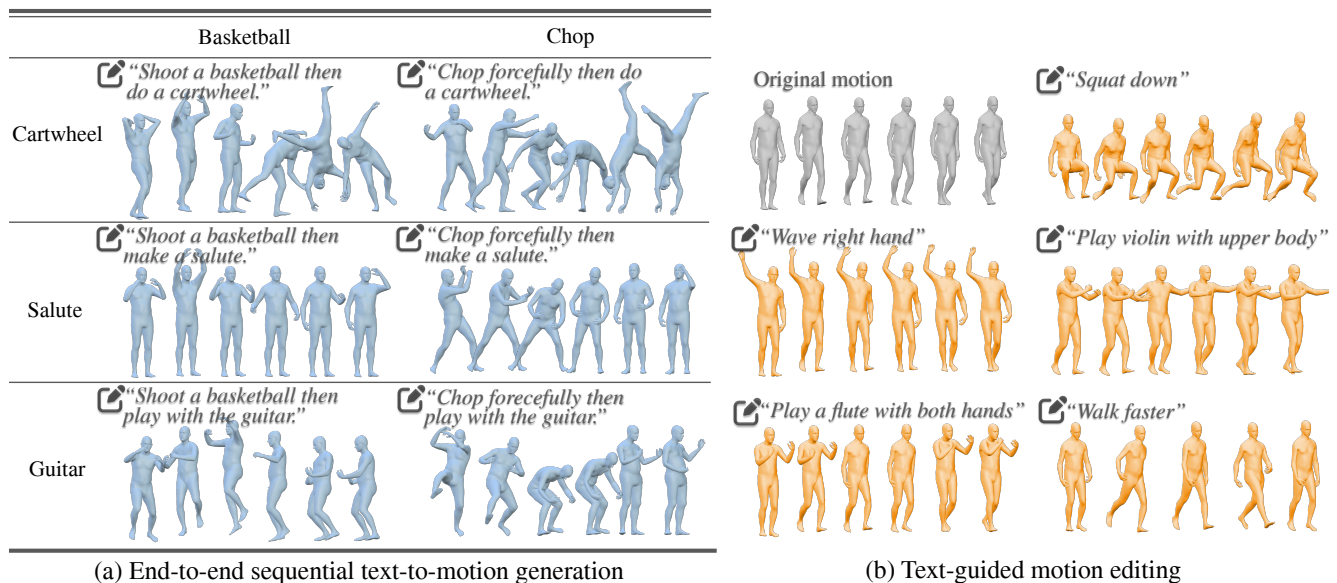 Basketball
Chop
Cartwheel
“Shoot a basketball then
do a cartwheel.”
“Chop forcefully then do
a cartwheel.”
Salute
“Shoot a basketball then
make a salute.”
“Chop forcefully then
make a salute.”
Guitar
“Shoot a basketball then
play with the guitar.”
“Chop forecefully then
play with the guitar.”
(a) End-to-end sequential text-to-motion generation
Original motion
“Squat down”
“Wave right hand”
“Play violin with upper body”
“Play a flute with both hands”
“Walk faster”
(b) Text-guided motion editing